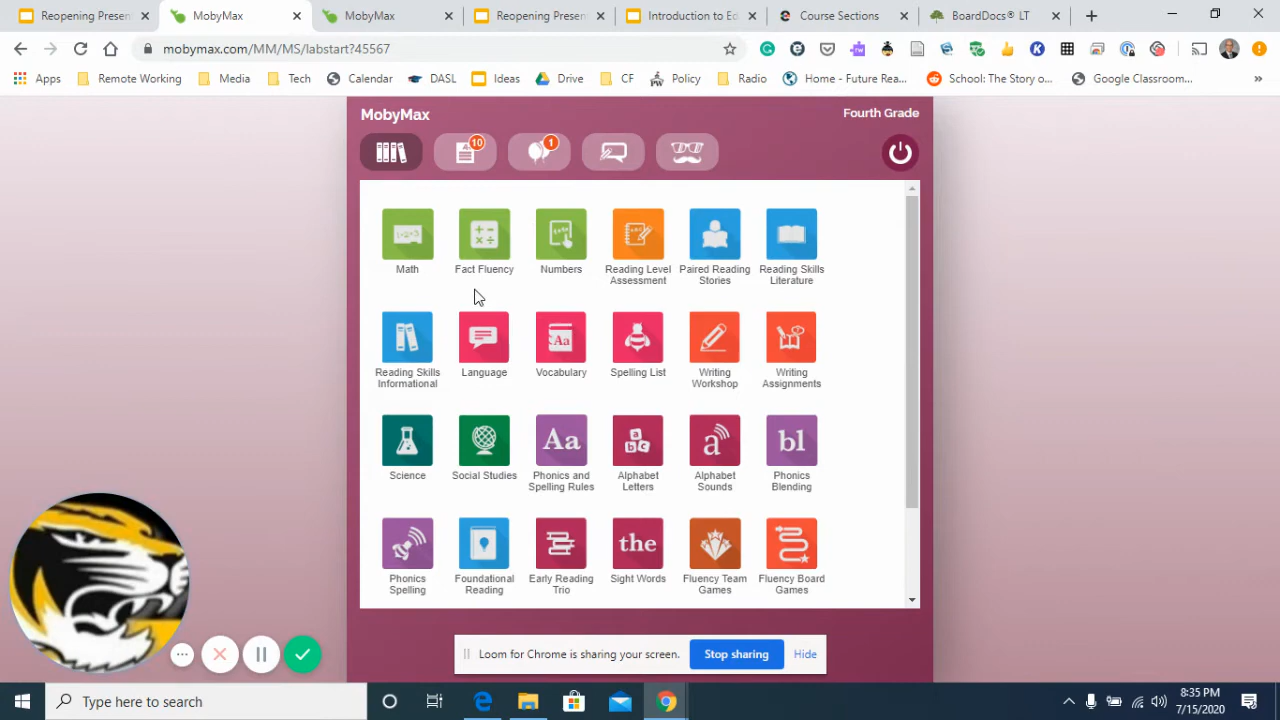 Reopening Presen
MobyMax
MobyMax
Reopening Presen
Introduction to Ed
Course Sections
BoardDocs® LT
mobymax.com/MM/MS/labstart?45567
Apps
Remote Working
Media
Tech
Calendar
DASL
Ideas
Drive
CF
Policy
Radio
Home - Future Rea...
School: The Story o...
Google Classroom...
»
MobyMax
Fourth Grade
10
1
Math
Fact Fluency
Numbers
Reading Level
Assessment
Paired Reading
Stories
Reading Skills
Literature
Reading Skills
Informational
Aa
Language
Vocabulary
Spelling List
Writing
Workshop
Writing
Assignments
Aa
abc
a
bl
Science
Social Studies
Phonics and
Spelling Rules
Alphabet
Letters
Alphabet
Sounds
Phonics
Blending
the
Phonics
Spelling
Foundational
Reading
Early Reading
Trio
Sight Words
Fluency Team
Games
Fluency Board
Games
Loom for Chrome is sharing your screen.
Stop sharing
Hide
Type here to search
8:35 PM
7/15/2020